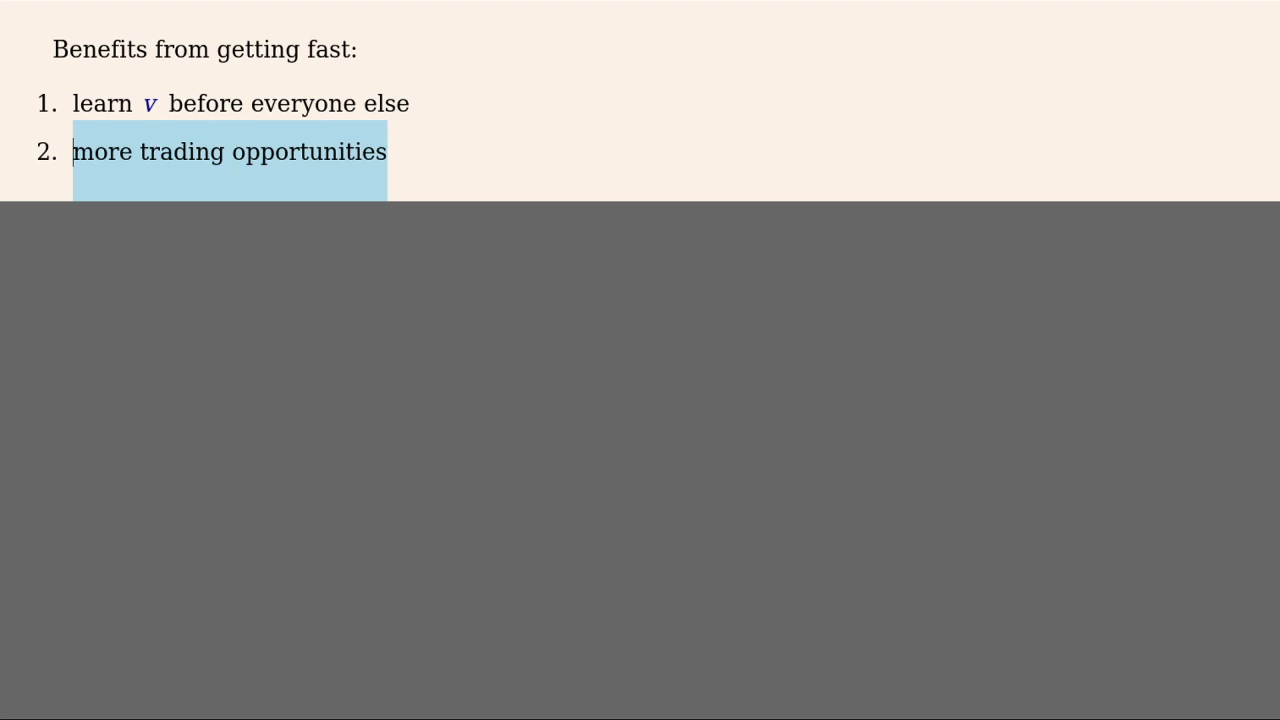 Benefits from getting fast:
1. learn v before everyone else
2. more trading opportunities